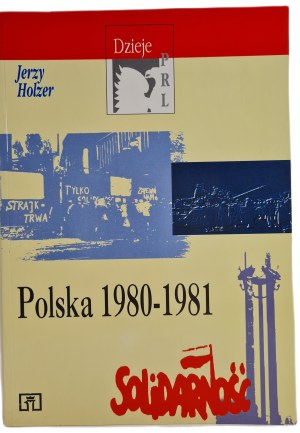 Dzieje
PRL
Jerzy
Holzer
STRAJK
TRWA!
TYLKO
Polska 1980-1981
SOLIDARNOŚĆ